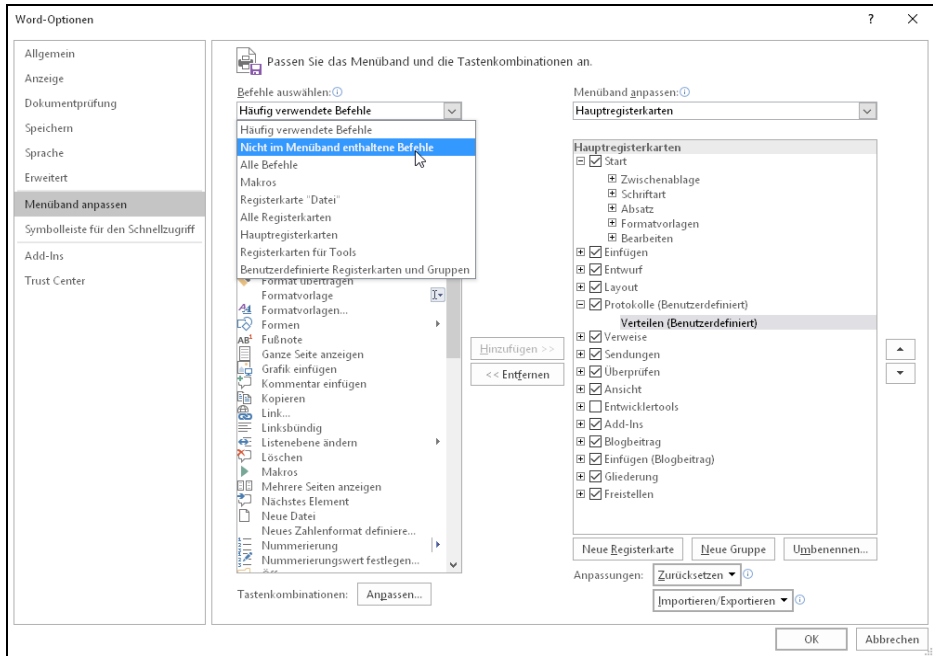 Word-Optionen
?
Allgemein
Anzeige
Dokumentprüfung
Speichern
Sprache
Erweitert
Menüband anpassen
Symbolleiste für den Schnellzugriff
Add-Ins
Trust Center
Passen Sie das Menüband und die Tastenkombinationen an.
Befehle auswählen:
Häufig verwendete Befehle
Häufig verwendete Befehle
Nicht im Menüband enthaltene Befehle
Alle Befehle
Makros
Registerkarte "Datei"
Alle Registerkarten
Hauptregisterkarten
Registerkarten für Tools
Benutzerdefinierte Registerkarten und Gruppen
Format übertragen
Formatvorlage
Formatvorlagen...
Formen
Fußnote
Ganze Seite anzeigen
Grafik einfügen
Kommentar einfügen
Kopieren
Link...
Linksbündig
Listenebene ändern
Löschen
Makros
Mehrere Seiten anzeigen
Nächstes Element
Neue Datei
Neues Zahlenformat definiere...
Nummerierung
Nummerierungswert festlegen...
Tastenkombinationen: Anpassen...
Hinzufügen >>
<< Entfernen
Menüband anpassen:
Hauptregisterkarten
Hauptregisterkarten
Start
Zwischenablage
Schriftart
Absatz
Formatvorlagen
Bearbeiten
Einfügen
Entwurf
Layout
Protokolle (Benutzerdefiniert)
Verteilen (Benutzerdefiniert)
Verweise
Sendungen
Überprüfen
Ansicht
Entwicklertools
Add-Ins
Blogbeitrag
Einfügen (Blogbeitrag)
Gliederung
Freistellen
Neue Registerkarte Neue Gruppe Umbenennen...
Anpassungen: Zurücksetzen
Importieren/Exportieren
OK Abbrechen